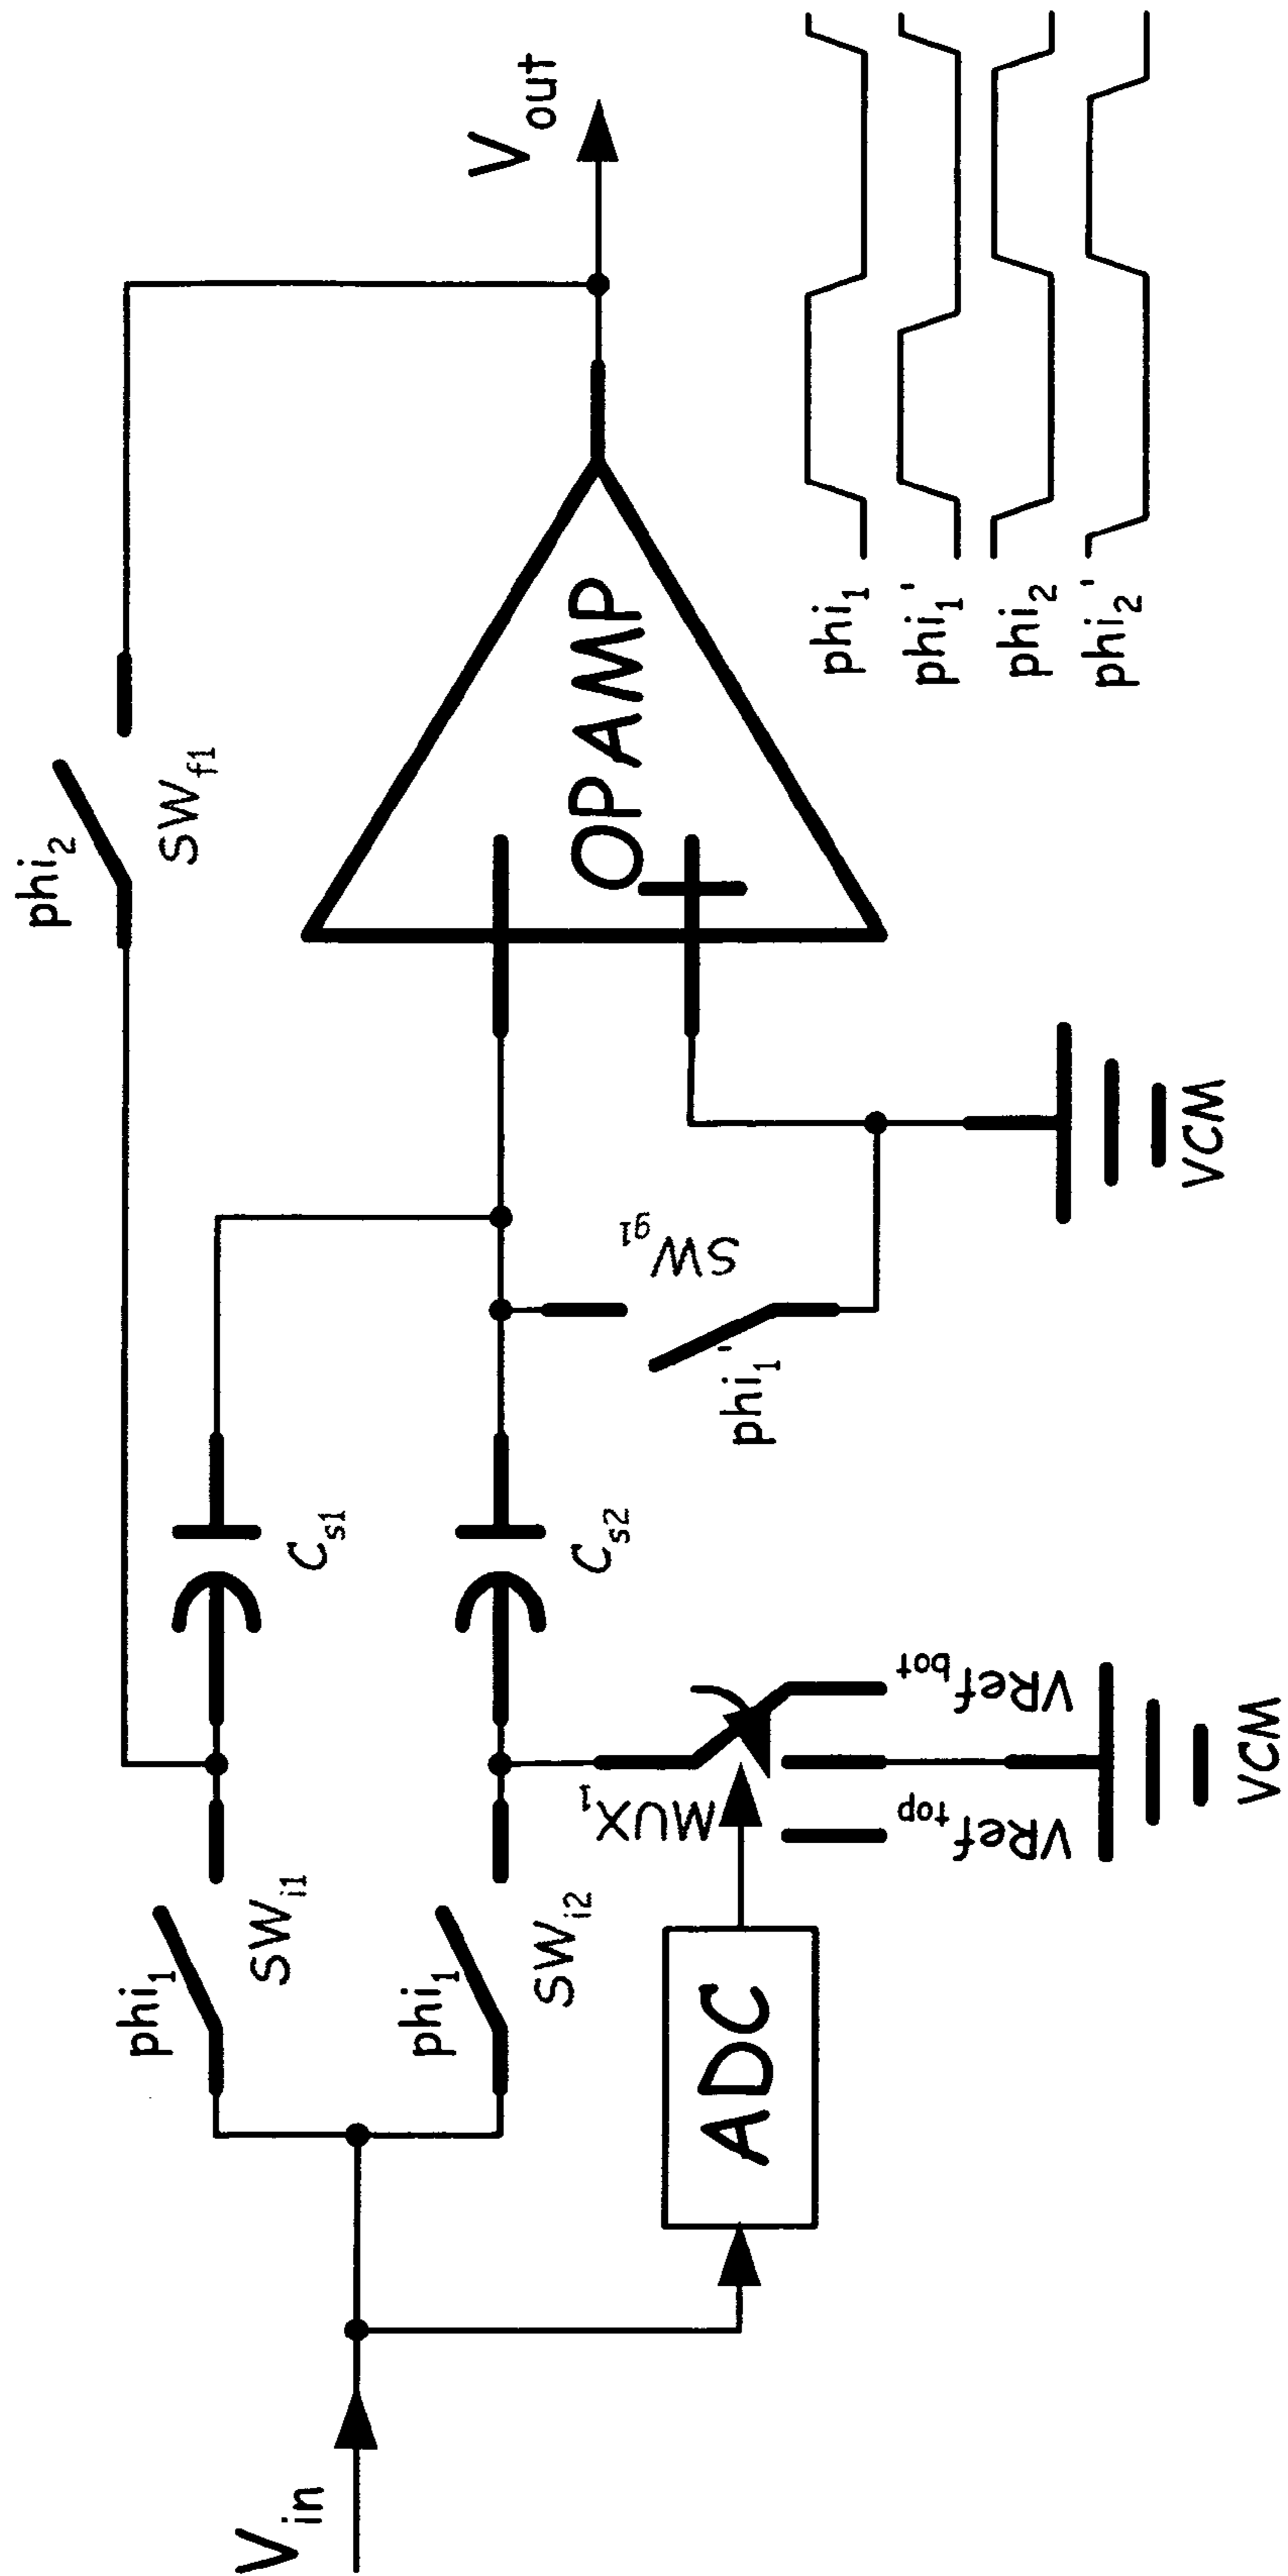 V_in
phi_1
SW_i1
phi_1
SW_i2
ADC
MUX_1
VRef_top
VRef_bot
VCM
C_s1
C_s2
phi_1'
SW_g1
VCM
phi_2
SW_f1
OPAMP
V_out
phi_1
phi_1'
phi_2
phi_2'